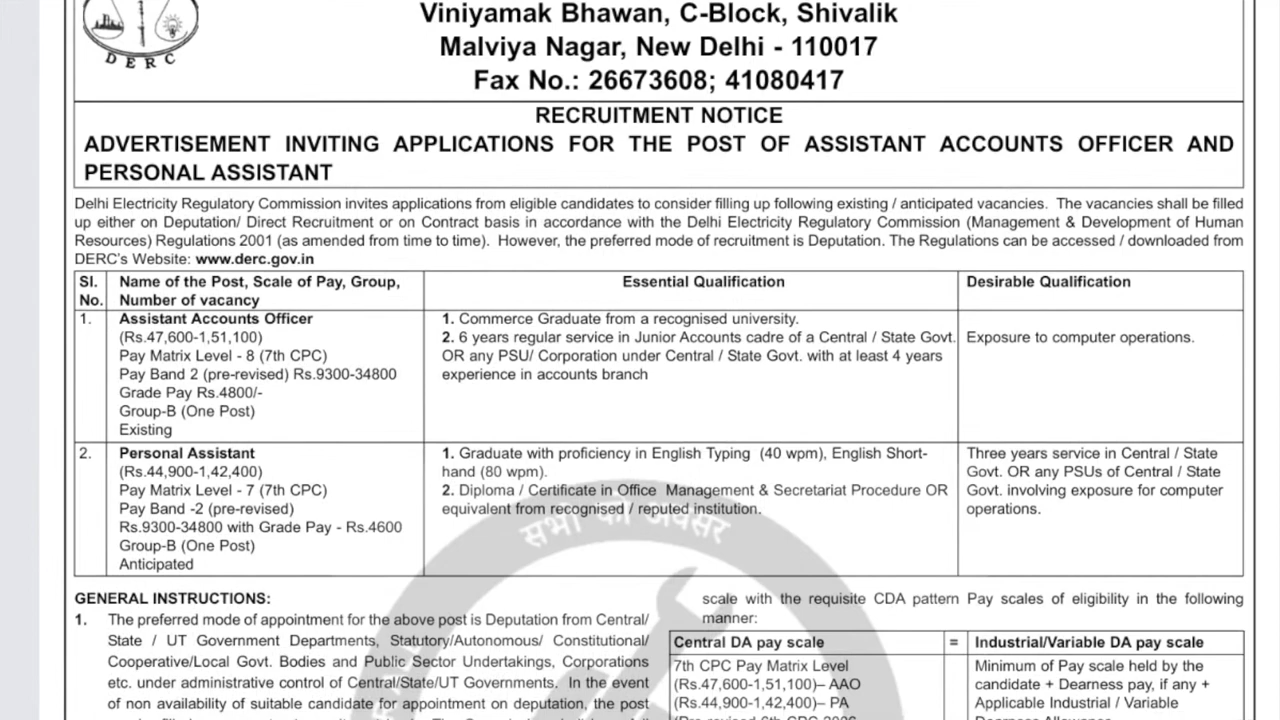 DERC
Viniyamak Bhawan, C-Block, Shivalik
Malviya Nagar, New Delhi - 110017
Fax No.: 26673608; 41080417
RECRUITMENT NOTICE
ADVERTISEMENT INVITING APPLICATIONS FOR THE POST OF ASSISTANT ACCOUNTS OFFICER AND
PERSONAL ASSISTANT
Delhi Electricity Regulatory Commission invites applications from eligible candidates to consider filling up following existing / anticipated vacancies. The vacancies shall be filled
up either on Deputation/ Direct Recruitment or on Contract basis in accordance with the Delhi Electricity Regulatory Commission (Management & Development of Human
Resources) Regulations 2001 (as amended from time to time). However, the preferred mode of recruitment is Deputation. The Regulations can be accessed / downloaded from
DERC's Website: www.derc.gov.in
Sl. No.
Name of the Post, Scale of Pay, Group,
Number of vacancy
Essential Qualification
Desirable Qualification
1.
Assistant Accounts Officer
(Rs.47,600-1,51,100)
Pay Matrix Level - 8 (7th CPC)
Pay Band 2 (pre-revised) Rs.9300-34800
Grade Pay Rs.4800/-
Group-B (One Post)
Existing
1. Commerce Graduate from a recognised university.
2. 6 years regular service in Junior Accounts cadre of a Central / State Govt.
OR any PSU/ Corporation under Central / State Govt. with at least 4 years
experience in accounts branch
Exposure to computer operations.
2.
Personal Assistant
(Rs.44,900-1,42,400)
Pay Matrix Level - 7 (7th CPC)
Pay Band -2 (pre-revised)
Rs.9300-34800 with Grade Pay - Rs.4600
Group-B (One Post)
Anticipated
1. Graduate with proficiency in English Typing (40 wpm), English Short-
hand (80 wpm).
2. Diploma / Certificate in Office Management & Secretariat Procedure OR
equivalent from recognised / reputed institution.
Three years service in Central / State
Govt. OR any PSUs of Central / State
Govt. involving exposure for computer
operations.
सभी को अवसर
GENERAL INSTRUCTIONS:
1. The preferred mode of appointment for the above post is Deputation from Central/
State / UT Government Departments, Statutory/Autonomous/ Constitutional/
Cooperative/Local Govt. Bodies and Public Sector Undertakings, Corporations
etc. under administrative control of Central/State/UT Governments. In the event
of non availability of suitable candidate for appointment on deputation, the post
scale with the requisite CDA pattern Pay scales of eligibility in the following
manner:
Central DA pay scale
=
Industrial/Variable DA pay scale
7th CPC Pay Matrix Level
(Rs.47,600-1,51,100)– AAO
(Rs.44,900-1,42,400)– PA
Minimum of Pay scale held by the
candidate + Dearness pay, if any +
Applicable Industrial / Variable